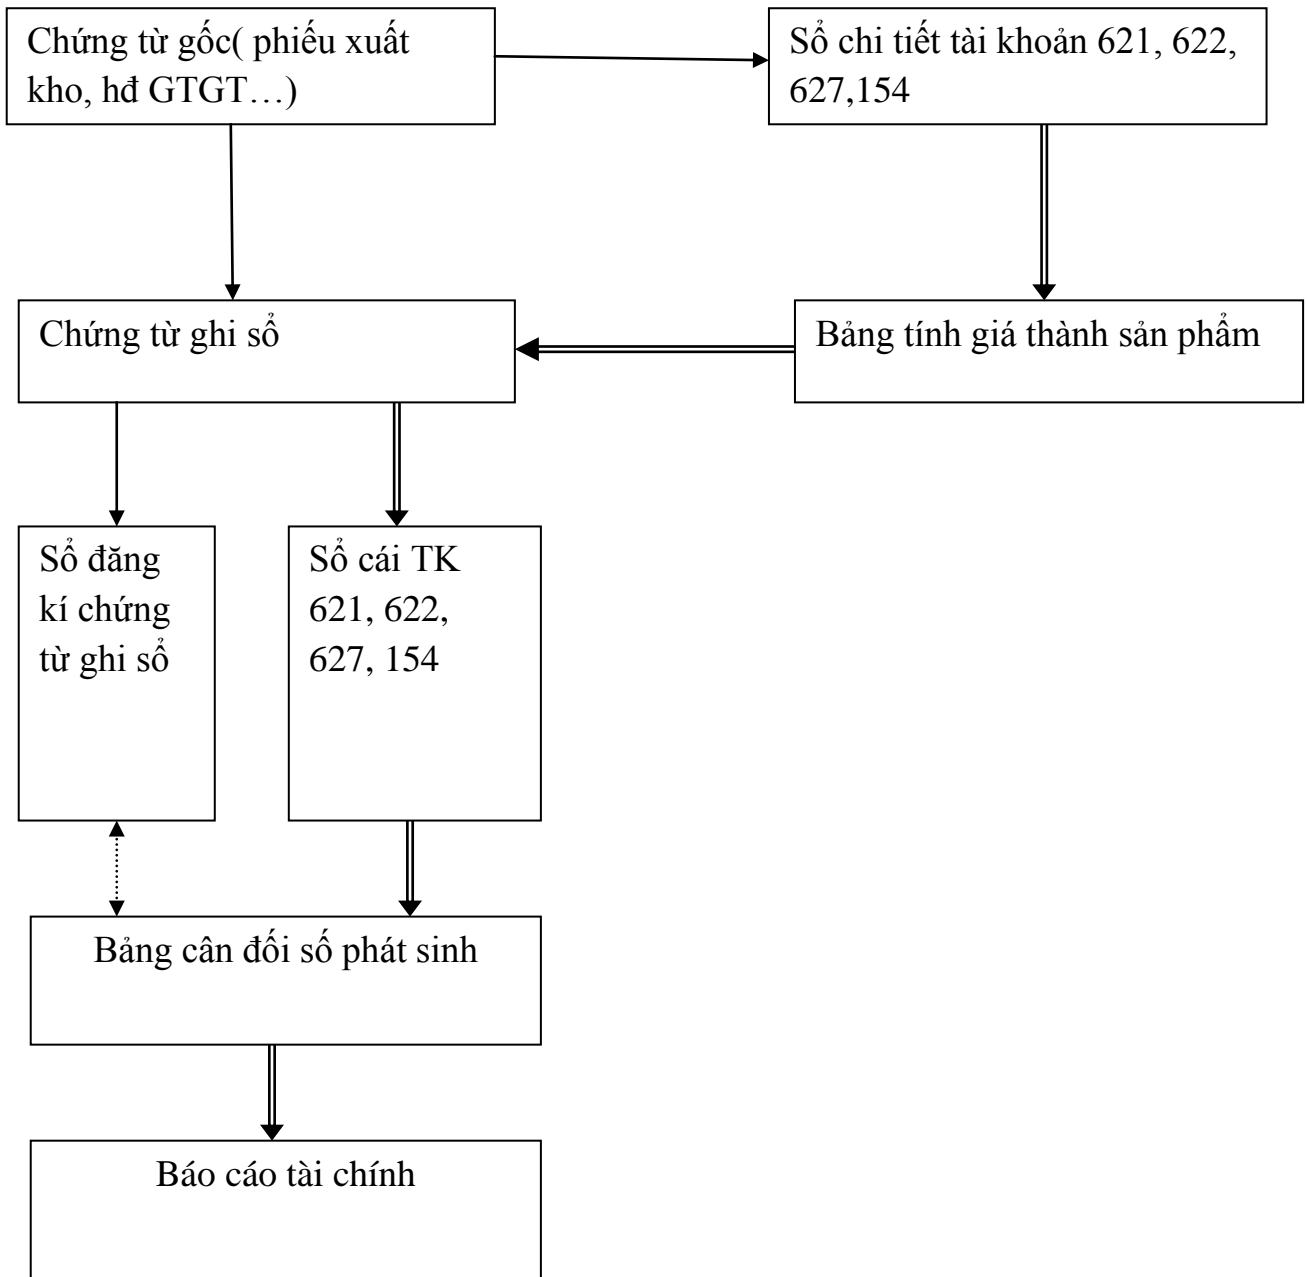 Chứng từ gốc( phiếu xuất
kho, hđ GTGT…)
Sổ chi tiết tài khoản 621, 622,
627,154
Chứng từ ghi sổ
Bảng tính giá thành sản phẩm
Sổ đăng
kí chứng
từ ghi sổ
Sổ cái TK
621, 622,
627, 154
Bảng cân đối số phát sinh
Báo cáo tài chính